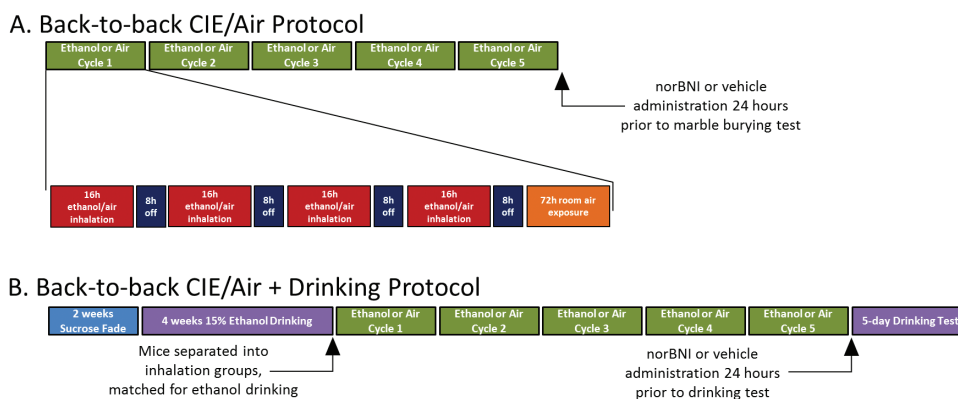 A. Back-to-back CIE/Air Protocol
Ethanol or Air
Cycle 1
Ethanol or Air
Cycle 2
Ethanol or Air
Cycle 3
Ethanol or Air
Cycle 4
Ethanol or Air
Cycle 5
norBNI or vehicle
administration 24 hours
prior to marble burying test
16h
ethanol/air
inhalation
8h
off
16h
ethanol/air
inhalation
8h
off
16h
ethanol/air
inhalation
8h
off
16h
ethanol/air
inhalation
8h
off
72h room air
exposure
B. Back-to-back CIE/Air + Drinking Protocol
2 weeks
Sucrose Fade
4 weeks 15% Ethanol Drinking
Ethanol or Air
Cycle 1
Ethanol or Air
Cycle 2
Ethanol or Air
Cycle 3
Ethanol or Air
Cycle 4
Ethanol or Air
Cycle 5
5-day Drinking Test
Mice separated into
inhalation groups,
matched for ethanol drinking
norBNI or vehicle
administration 24 hours
prior to drinking test